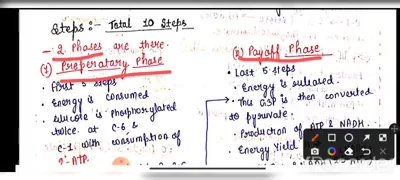 Steps :- Total 10 Steps
- 2 Phases are there.
(1) Preperatory Phase
• First 5 steps
• Energy is consumed
• Glucose is Phosphorylated
twice at C-6 &
C-1 with consumption of
2 ATP.
(2) Payoff Phase
• Last 5 steps
• Energy is released.
• This G3P is then converted
to pyruvate.
• Production of ATP & NADH.
• Energy Yield